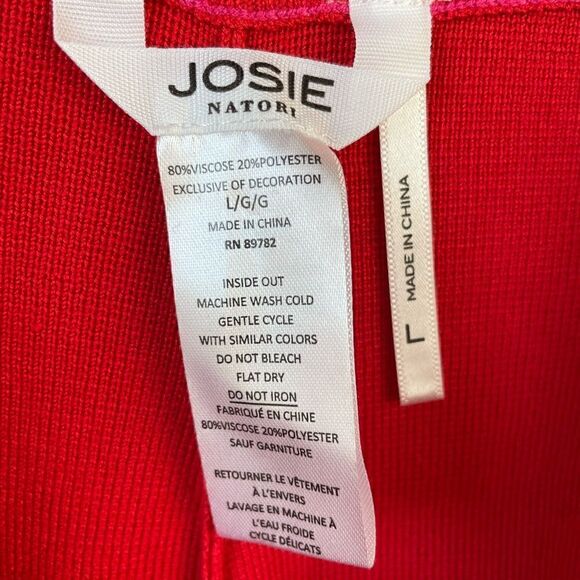 JOSIE
NATORI
80%VISCOSE 20%POLYESTER
EXCLUSIVE OF DECORATION
L/G/G
MADE IN CHINA
RN 89782
INSIDE OUT
MACHINE WASH COLD
GENTLE CYCLE
WITH SIMILAR COLORS
DO NOT BLEACH
FLAT DRY
DO NOT IRON
FABRIQUÉ EN CHINE
80%VISCOSE 20%POLYESTER
SAUF GARNITURE
RETOURNER LE VÊTEMENT
À L'ENVERS
LAVAGE EN MACHINE À
L'EAU FROIDE
CYCLE DÉLICATS
L MADE IN CHINA